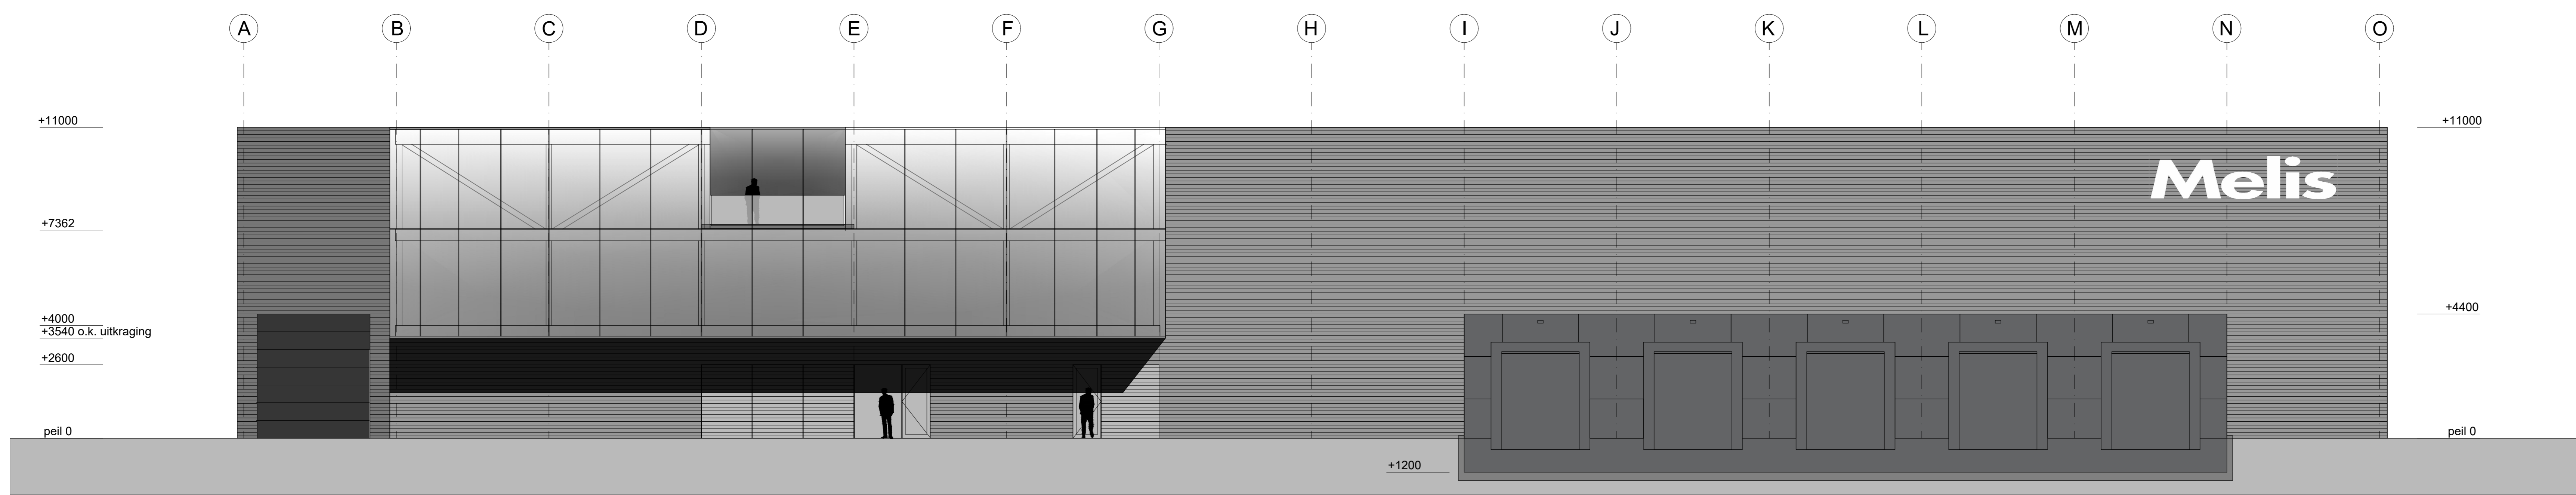 A B C D E F G H I J K L M N O
+11000
+11000
Melis
+7362
+4000
+4400
+3540 o.k. uitkraging
+2600
peil 0
peil 0
+1200